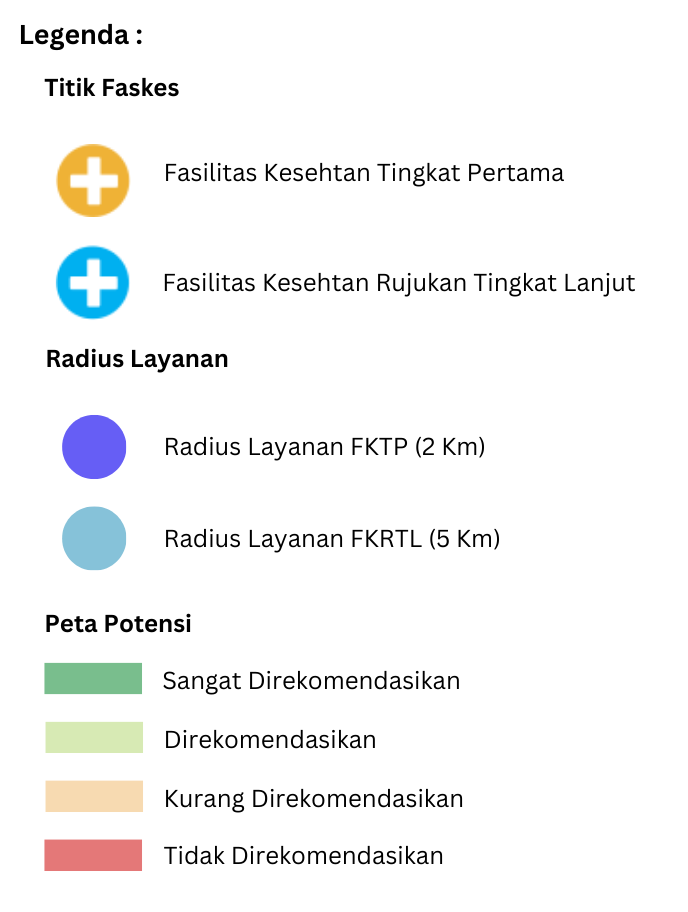 Legenda :
Titik Faskes
Fasilitas Kesehtan Tingkat Pertama
Fasilitas Kesehtan Rujukan Tingkat Lanjut
Radius Layanan
Radius Layanan FKTP (2 Km)
Radius Layanan FKRTL (5 Km)
Peta Potensi
Sangat Direkomendasikan
Direkomendasikan
Kurang Direkomendasikan
Tidak Direkomendasikan